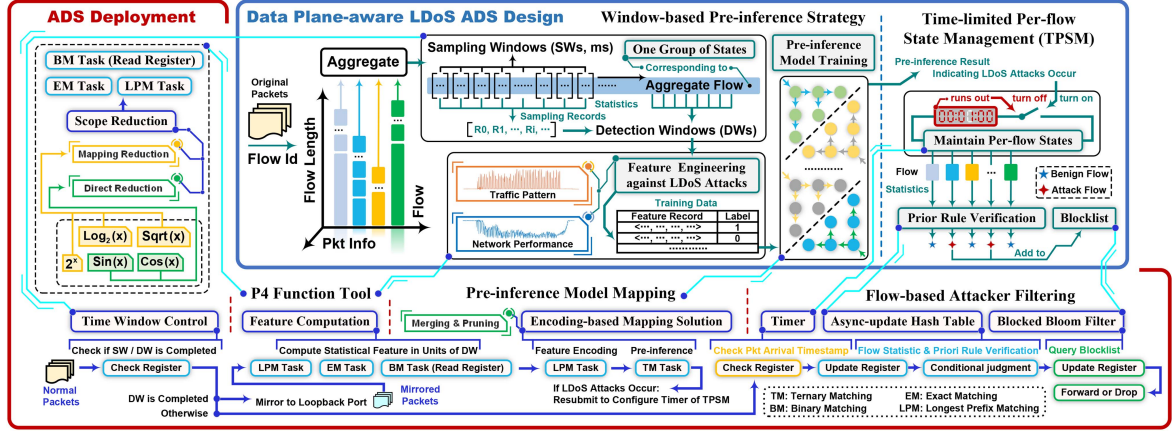 ADS Deployment
BM Task (Read Register)
EM Task
LPM Task
Scope Reduction
Mapping Reduction
Direct Reduction
Log2(x)
Sqrt(x)
2^x
Sin(x)
Cos(x)
Data Plane-aware LDoS ADS Design
Window-based Pre-inference Strategy
Original
Packets
Flow Id
Aggregate
Flow Length
Flow
Pkt Info
Sampling Windows (SWs, ms)
One Group of States
Corresponding to
Aggregate Flow
Statistics
Sampling Records
[ R0, R1, ···, Ri, ··· ]
Detection Windows (DWs)
Traffic Pattern
Network Performance
Feature Engineering
against LDoS Attacks
Training Data
Feature Record
Label
<···, ···, ···, ···>
1
<···, ···, ···, ···>
0
············
Pre-inference
Model Training
Time-limited Per-flow
State Management (TPSM)
Pre-inference Result
Indicating LDoS Attacks Occur
runs out
turn off
turn on
Maintain Per-flow States
Flow
Statistics
Benign Flow
Attack Flow
Prior Rule Verification
Blocklist
Add to
P4 Function Tool
Pre-inference Model Mapping
Flow-based Attacker Filtering
Time Window Control
Feature Computation
Merging & Pruning
Encoding-based Mapping Solution
Timer
Async-update Hash Table
Blocked Bloom Filter
Check if SW / DW is Completed
Compute Statistical Feature in Units of DW
Feature Encoding
Pre-inference
Check Pkt Arrival Timestamp
Flow Statistic & Priori Rule Verification
Query Blocklist
Normal
Packets
Check Register
LPM Task
EM Task
BM Task (Read Register)
LPM Task
TM Task
Check Register
Update Register
Conditional judgment
Update Register
DW is Completed
Otherwise
Mirror to Loopback Port
Mirrored
Packets
If LDoS Attacks Occur:
Resubmit to Configure Timer of TPSM
TM: Ternary Matching
EM: Exact Matching
BM: Binary Matching
LPM: Longest Prefix Matching
Forward or Drop